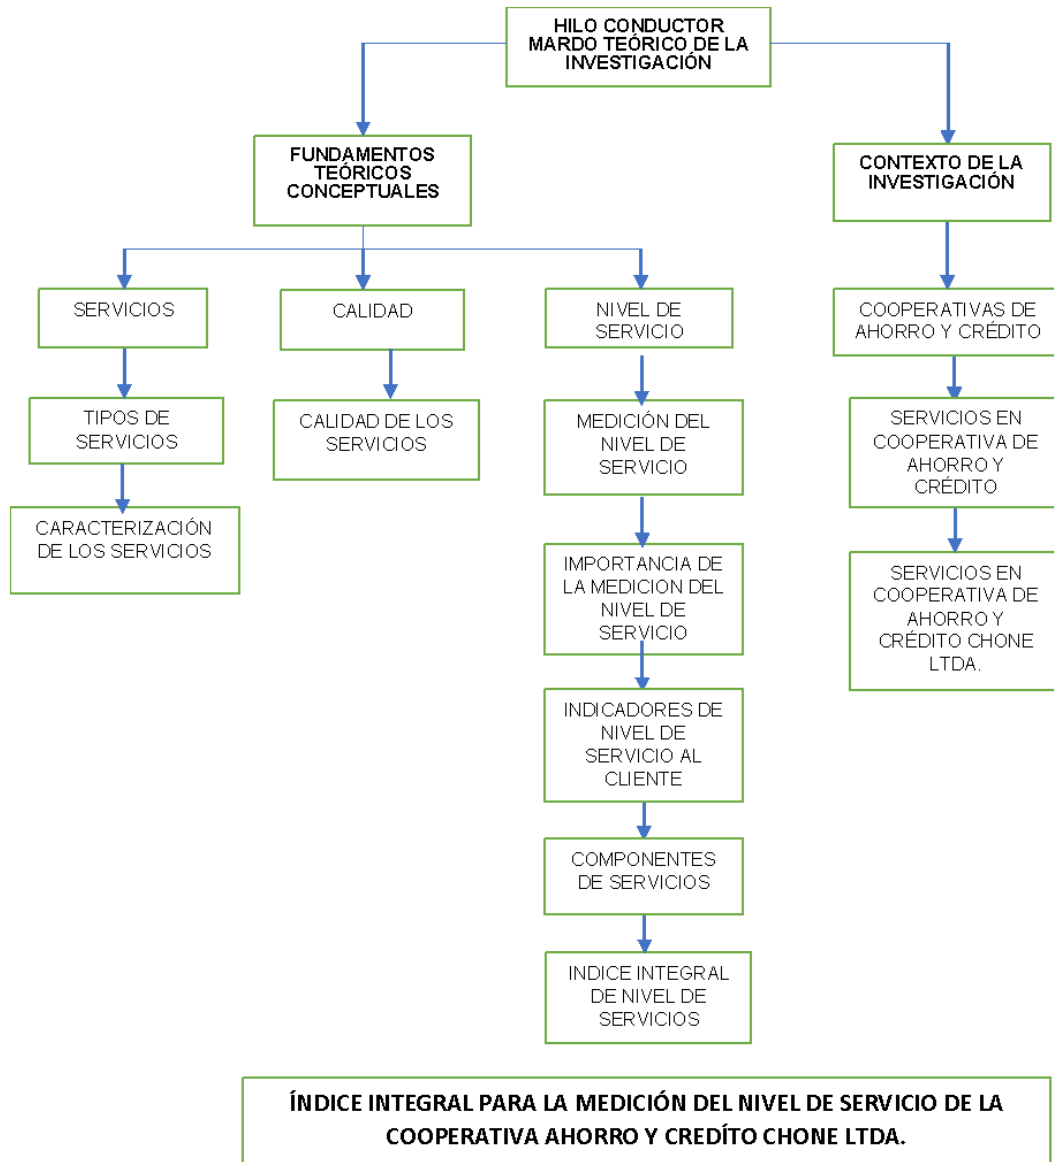 HILO CONDUCTOR
MARDO TEÓRICO DE LA
INVESTIGACIÓN
FUNDAMENTOS
TEÓRICOS
CONCEPTUALES
CONTEXTO DE LA
INVESTIGACIÓN
SERVICIOS
CALIDAD
NIVEL DE
SERVICIO
COOPERATIVAS DE
AHORRO Y CRÉDITO
TIPOS DE
SERVICIOS
CALIDAD DE LOS
SERVICIOS
MEDICIÓN DEL
NIVEL DE
SERVICIO
SERVICIOS EN
COOPERATIVA DE
AHORRO Y
CRÉDITO
CARACTERIZACIÓN
DE LOS SERVICIOS
IMPORTANCIA DE
LA MEDICION DEL
NIVEL DE
SERVICIO
SERVICIOS EN
COOPERATIVA DE
AHORRO Y
CRÉDITO CHONE
LTDA.
INDICADORES DE
NIVEL DE
SERVICIO AL
CLIENTE
COMPONENTES
DE SERVICIOS
INDICE INTEGRAL
DE NIVEL DE
SERVICIOS
ÍNDICE INTEGRAL PARA LA MEDICIÓN DEL NIVEL DE SERVICIO DE LA
COOPERATIVA AHORRO Y CREDÍTO CHONE LTDA.